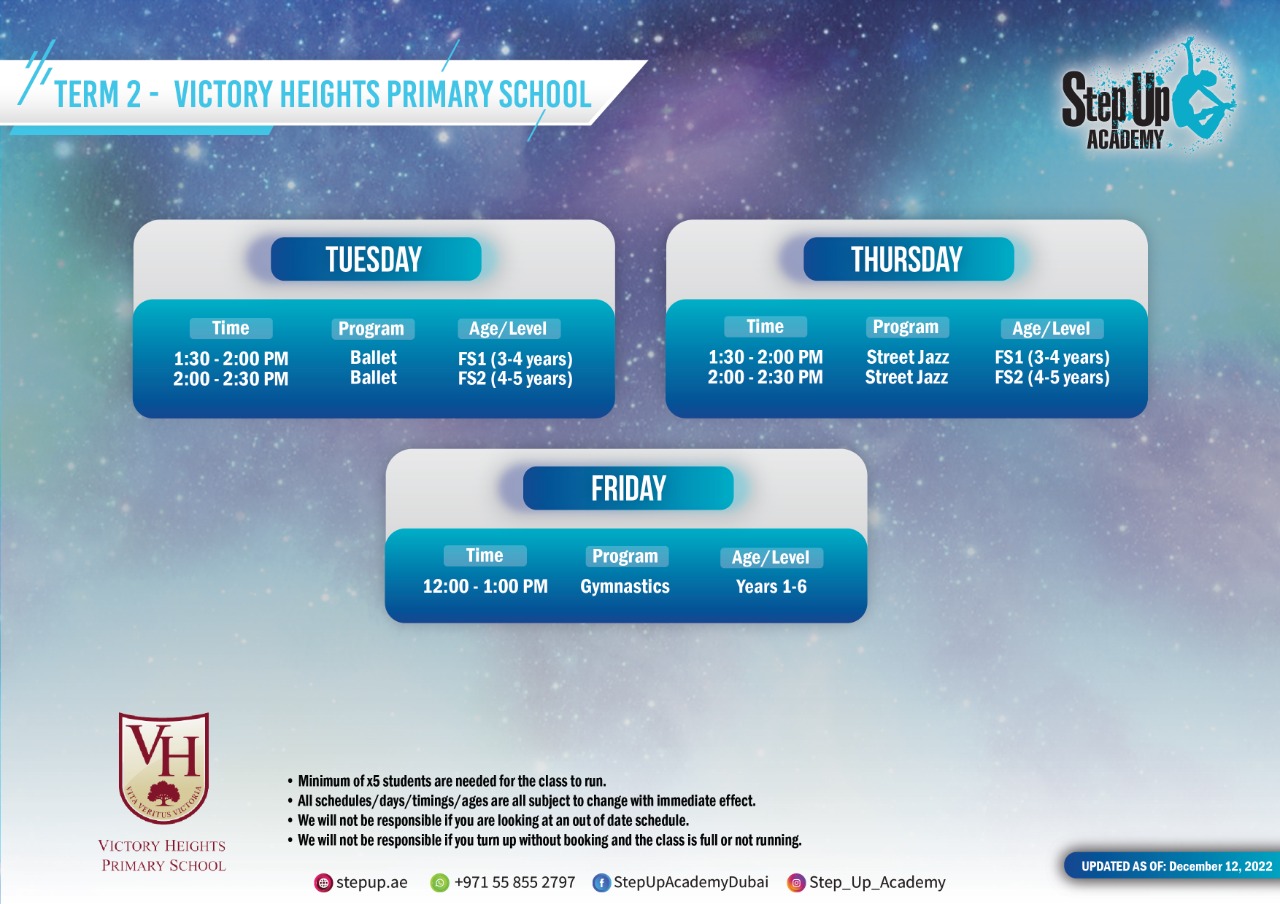 TERM 2 - VICTORY HEIGHTS PRIMARY SCHOOL
Step Up
ACADEMY
TUESDAY
Time Program Age/Level
1:30 - 2:00 PM Ballet FS1 (3-4 years)
2:00 - 2:30 PM Ballet FS2 (4-5 years)
THURSDAY
Time Program Age/Level
1:30 - 2:00 PM Street Jazz FS1 (3-4 years)
2:00 - 2:30 PM Street Jazz FS2 (4-5 years)
FRIDAY
Time Program Age/Level
12:00 - 1:00 PM Gymnastics Years 1-6
VH
VITA VERITUS VICTORIA
VICTORY HEIGHTS
PRIMARY SCHOOL
• Minimum of x5 students are needed for the class to run.
• All schedules/days/timings/ages are all subject to change with immediate effect.
• We will not be responsible if you are looking at an out of date schedule.
• We will not be responsible if you turn up without booking and the class is full or not running.
stepup.ae +971 55 855 2797 StepUpAcademyDubai Step_Up_Academy
UPDATED AS OF: December 12, 2022